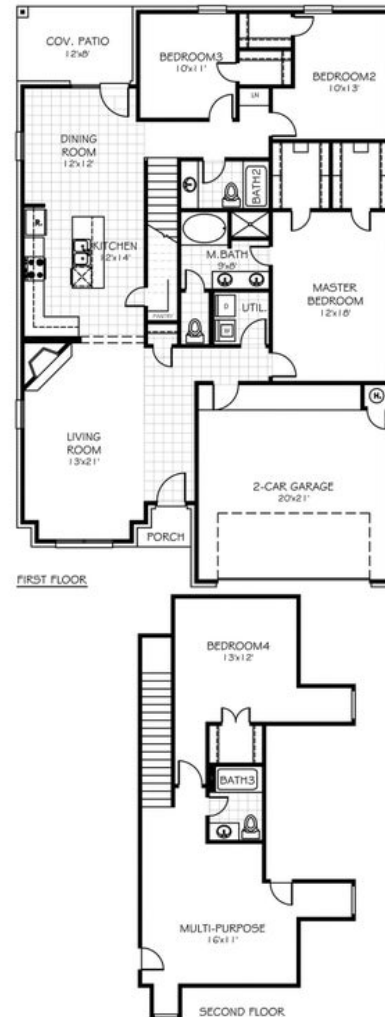 COV. PATIO
12'x8'
BEDROOM3
10'x11'
BEDROOM2
10'x13'
LN
DINING
ROOM
12'x12'
BATH2
R.
KITCHEN
12'x14'
M.BATH
9'x8'
PANTRY
D
W
UTIL.
MASTER
BEDROOM
12'x18'
H.
LIVING
ROOM
13'x21'
2-CAR GARAGE
20'x21'
PORCH
FIRST FLOOR
BEDROOM4
13'x12'
BATH3
MULTI-PURPOSE
16'x11'
SECOND FLOOR